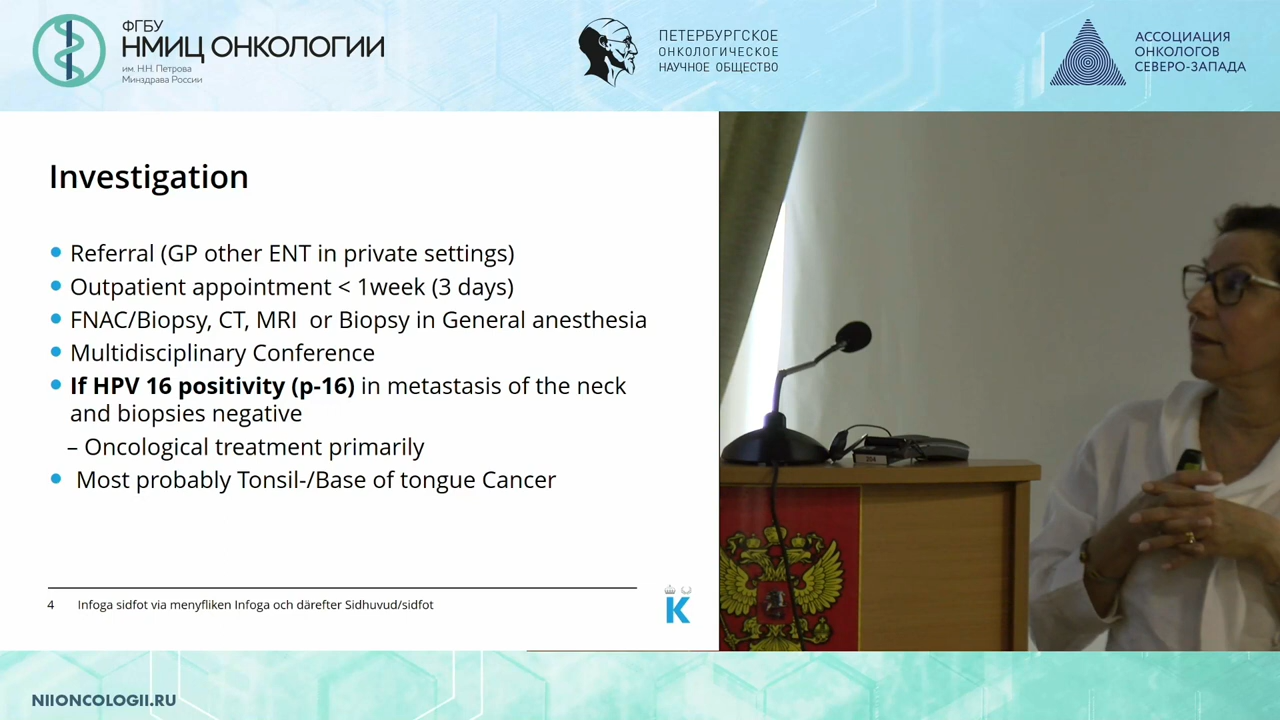 ФГБУ
НМИЦ ОНКОЛОГИИ
им. Н.Н. Петрова
Минздрава России
ПЕТЕРБУРГСКОЕ
ОНКОЛОГИЧЕСКОЕ
НАУЧНОЕ ОБЩЕСТВО
АССОЦИАЦИЯ
ОНКОЛОГОВ
СЕВЕРО-ЗАПАДА
Investigation
Referral (GP other ENT in private settings)
Outpatient appointment < 1week (3 days)
FNAC/Biopsy, CT, MRI  or Biopsy in General anesthesia
Multidisciplinary Conference
If HPV 16 positivity (p-16) in metastasis of the neck
and biopsies negative
– Oncological treatment primarily
Most probably Tonsil-/Base of tongue Cancer
4 Infoga sidfot via menyfliken Infoga och därefter Sidhuvud/sidfot
K
204
NIIONCOLOGII.RU